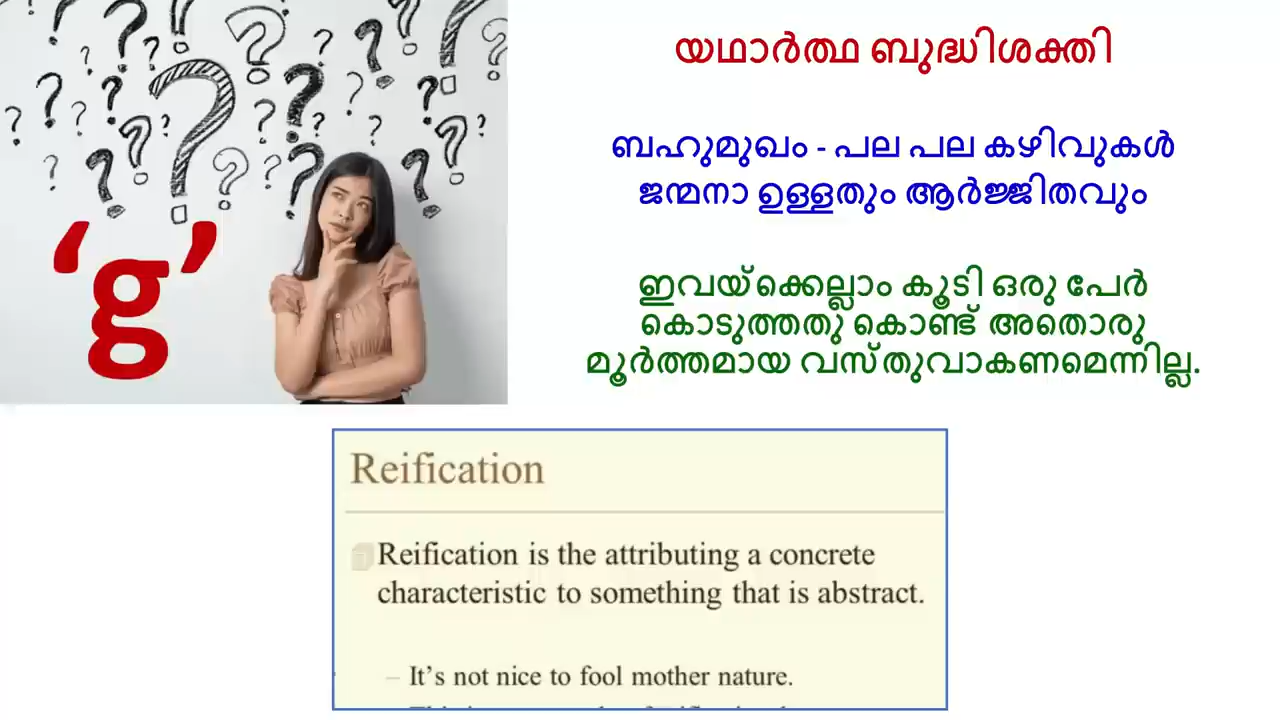 ‘g’
യഥാർത്ഥ ബുദ്ധിശക്തി
ബഹുമുഖം - പല പല കഴിവുകൾ
ജന്മനാ ഉള്ളതും ആർജ്ജിതവും
ഇവയ്ക്കെല്ലാം കൂടി ഒരു പേർ
കൊടുത്തതു കൊണ്ട് അതൊരു
മൂർത്തമായ വസ്തുവാകണമെന്നില്ല.
Reification
Reification is the attributing a concrete
characteristic to something that is abstract.
– It’s not nice to fool mother nature.